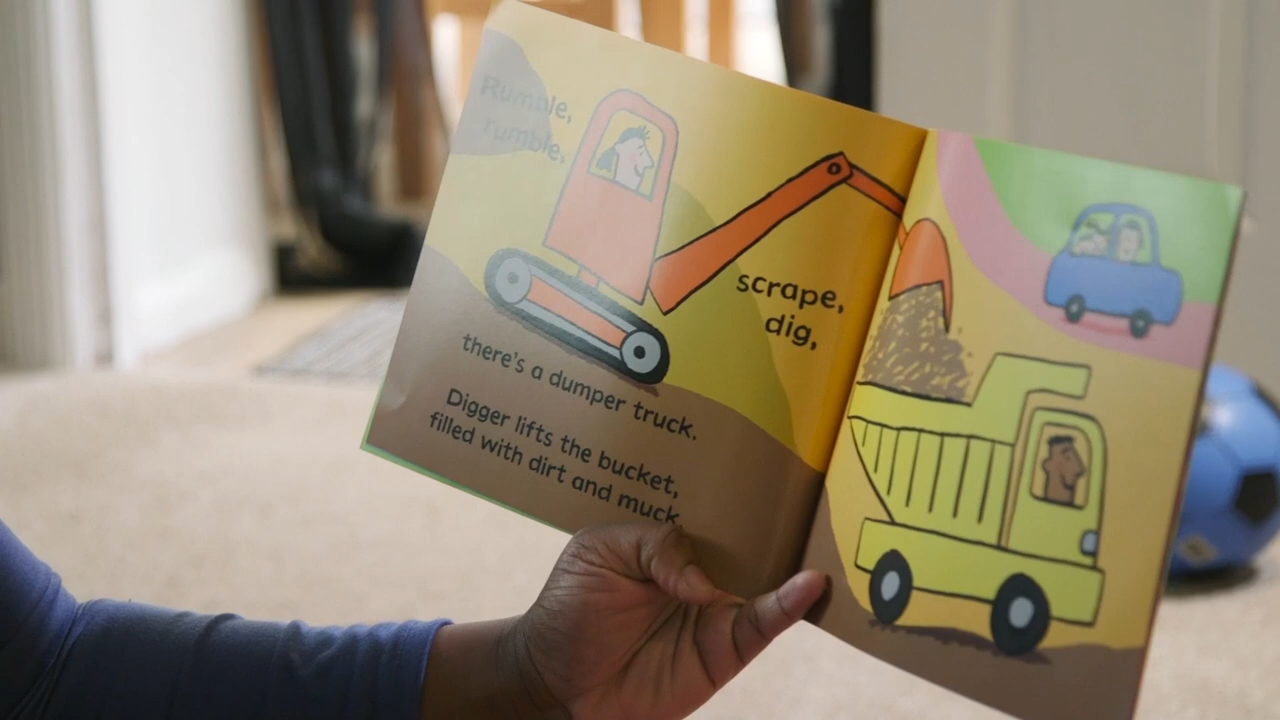 Rumble,
rumble,
scrape,
dig,
there's a dumper truck.
Digger lifts the bucket,
filled with dirt and muck